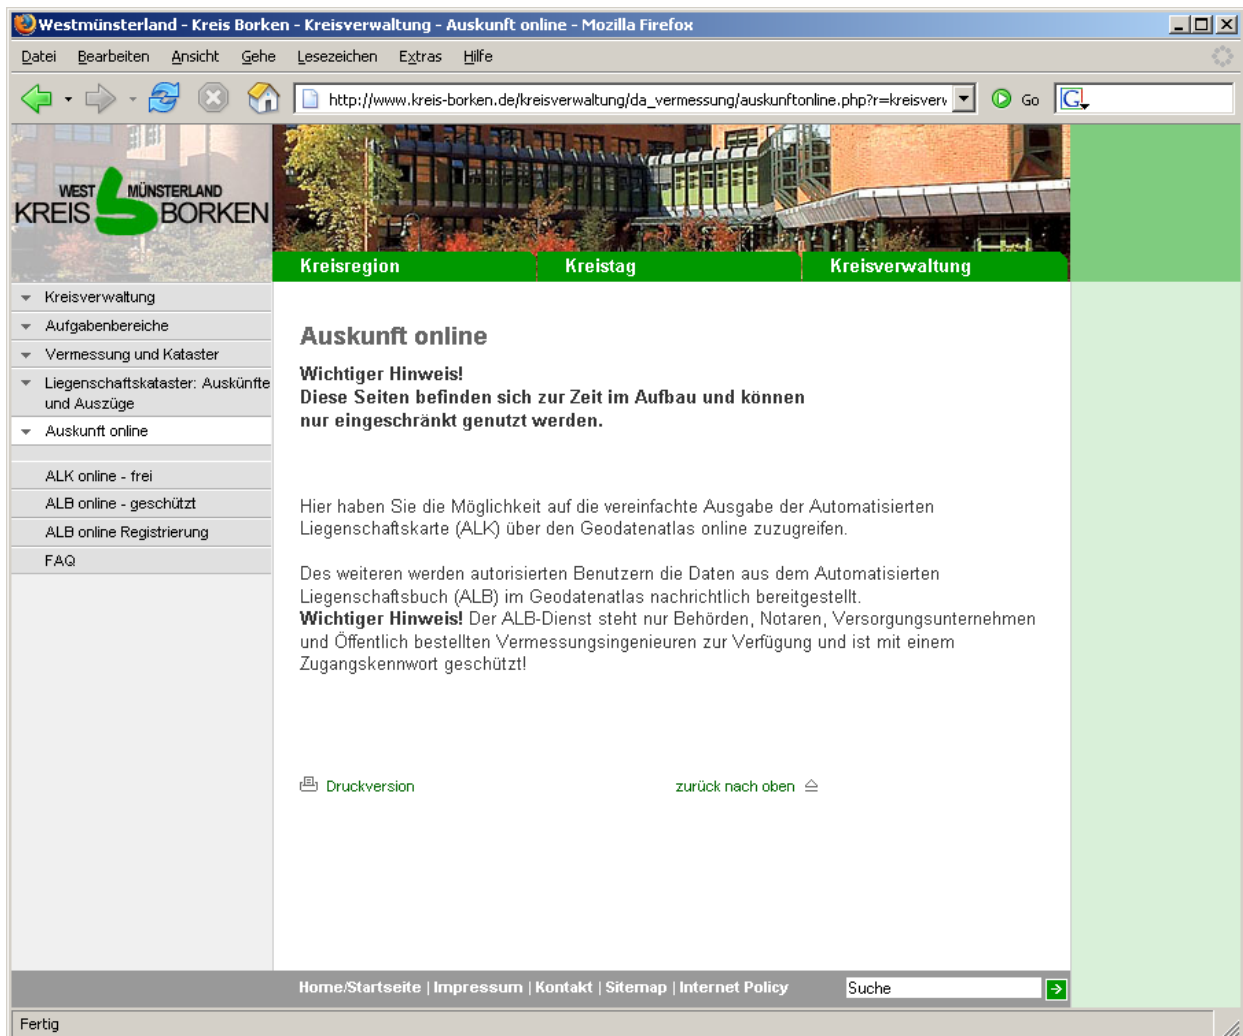 Westmünsterland - Kreis Borken - Kreisverwaltung - Auskunft online - Mozilla Firefox
Datei Bearbeiten Ansicht Gehe Lesezeichen Extras Hilfe
http://www.kreis-borken.de/kreisverwaltung/da_vermessung/auskunftonline.php?r=kreisverv Go G
WEST MÜNSTERLAND
KREIS BORKEN
Kreisregion Kreistag Kreisverwaltung
Kreisverwaltung
Aufgabenbereiche
Vermessung und Kataster
Liegenschaftskataster: Auskünfte
und Auszüge
Auskunft online
ALK online - frei
ALB online - geschützt
ALB online Registrierung
FAQ
Auskunft online
Wichtiger Hinweis!
Diese Seiten befinden sich zur Zeit im Aufbau und können
nur eingeschränkt genutzt werden.
Hier haben Sie die Möglichkeit auf die vereinfachte Ausgabe der Automatisierten
Liegenschaftskarte (ALK) über den Geodatenatlas online zuzugreifen.
Des weiteren werden autorisierten Benutzern die Daten aus dem Automatisierten
Liegenschaftsbuch (ALB) im Geodatenatlas nachrichtlich bereitgestellt.
Wichtiger Hinweis! Der ALB-Dienst steht nur Behörden, Notaren, Versorgungsunternehmen
und Öffentlich bestellten Vermessungsingenieuren zur Verfügung und ist mit einem
Zugangskennwort geschützt!
Druckversion zurück nach oben
Home/Startseite | Impressum | Kontakt | Sitemap | Internet Policy Suche
Fertig